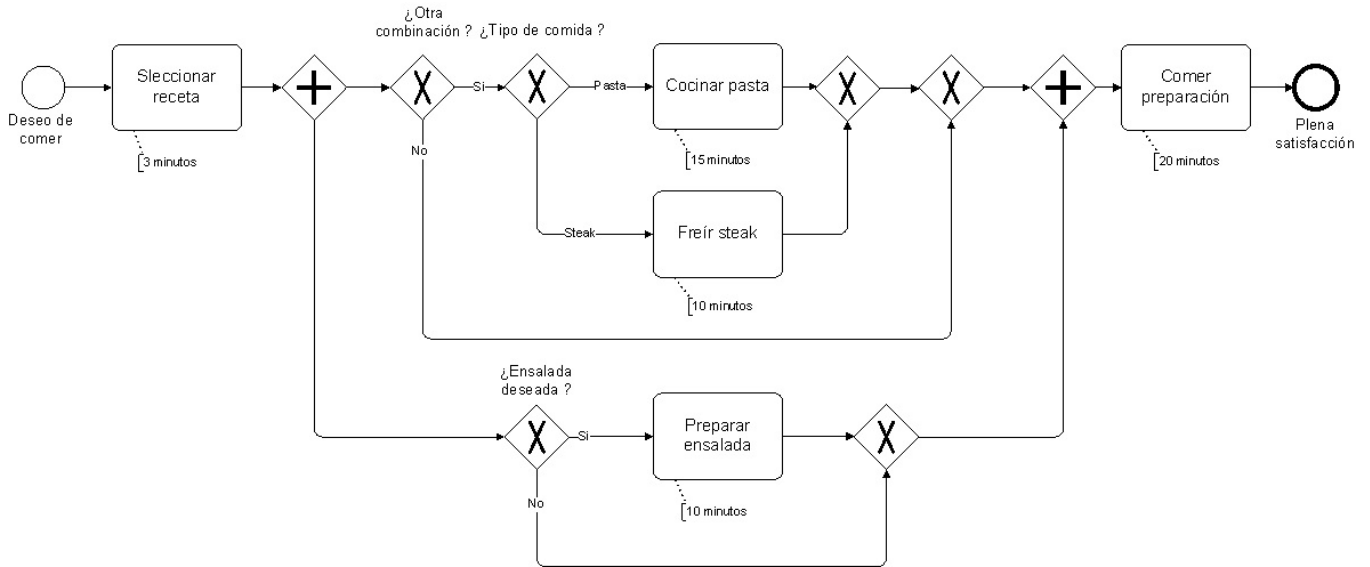 ¿Otra
combinación ?
¿Tipo de comida ?
Sleccionar
receta
Si
Pasta
Cocinar pasta
Comer
preparación
Deseo de
comer
Plena
satisfacción
3 minutos
No
15 minutos
20 minutos
Steak
Freír steak
10 minutos
¿Ensalada
deseada ?
Si
Preparar
ensalada
No
10 minutos